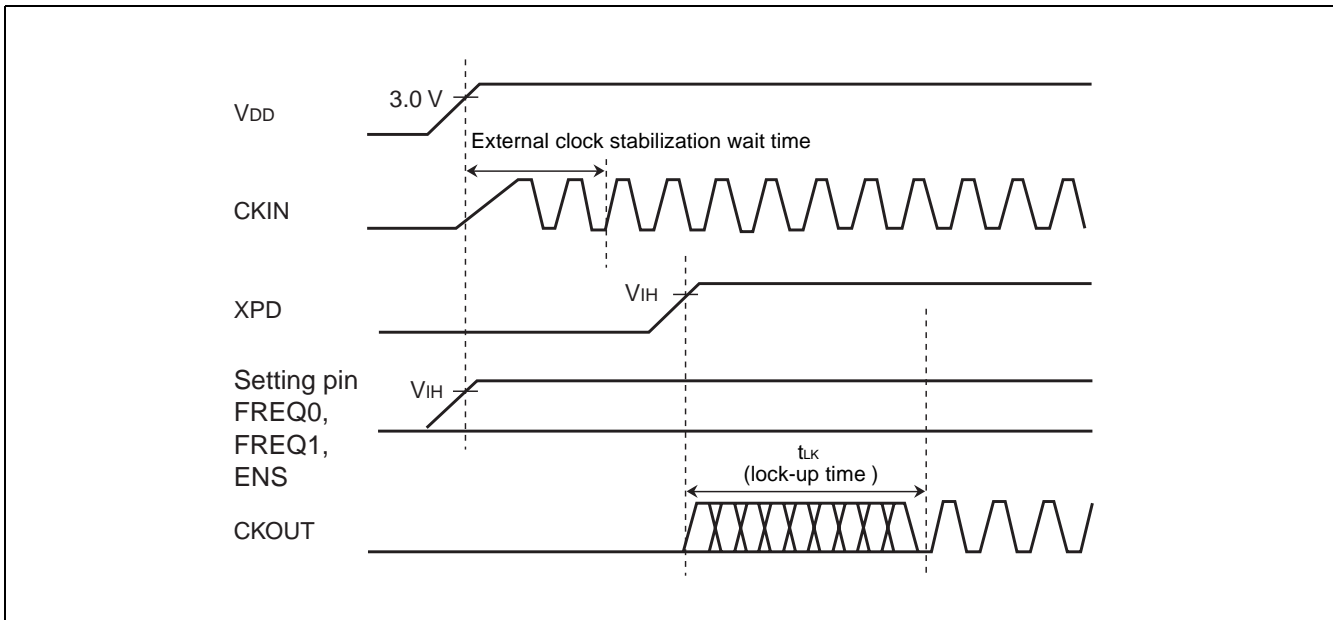 VDD
3.0 V
External clock stabilization wait time
CKIN
XPD
VIH
Setting pin
FREQ0,
FREQ1,
ENS
VIH
tLK
(lock-up time )
CKOUT